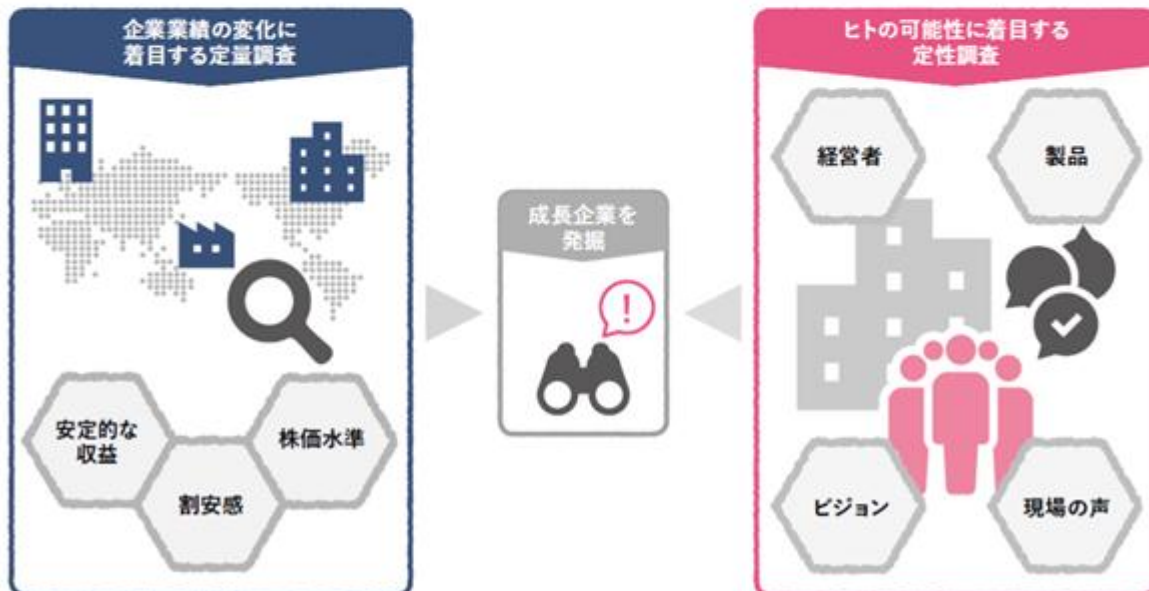 企業業績の変化に
着目する定量調査
安定的な
収益
割安感
株価水準
成長企業を
発掘
!
ヒトの可能性に着目する
定性調査
経営者
製品
ビジョン
現場の声